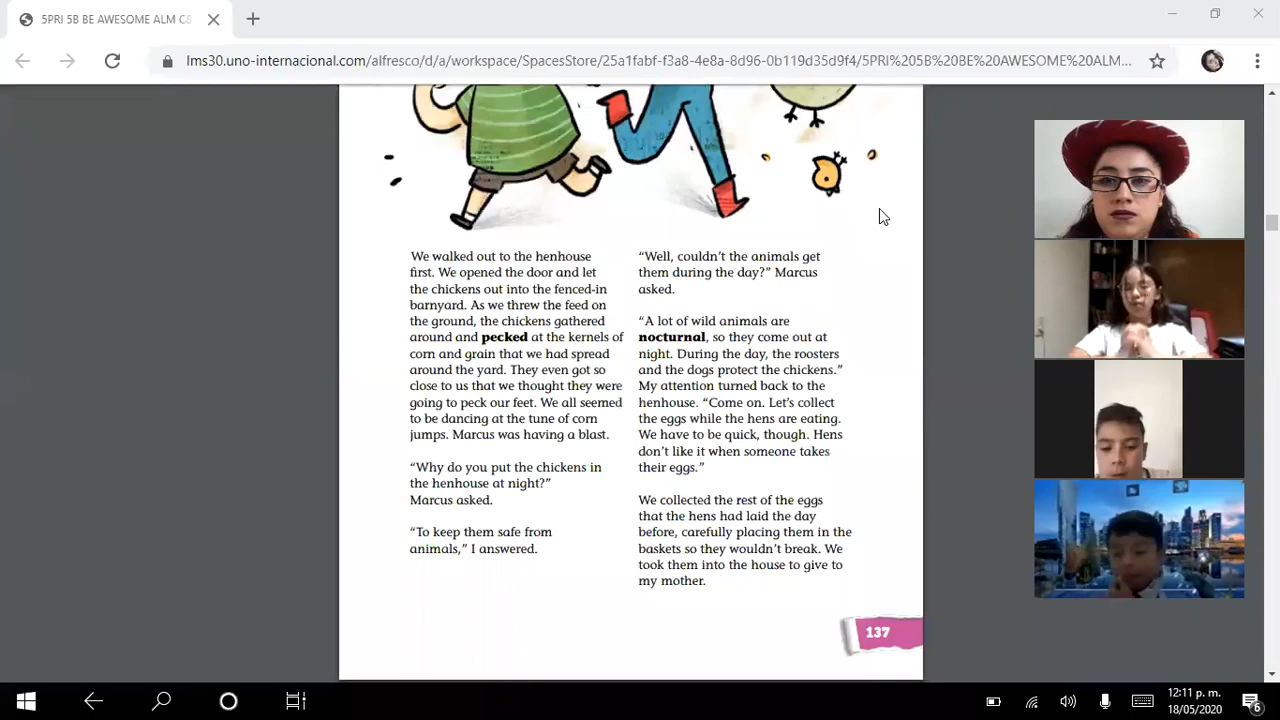 5PRI 5B BE AWESOME ALM C
lms30.uno-internacional.com/alfresco/d/a/workspace/SpacesStore/25a1fabf-f3a8-4e8a-8d96-0b119d35d9f4/5PRI%205B%20BE%20AWESOME%20ALM...
We walked out to the henhouse
first. We opened the door and let
the chickens out into the fenced-in
barnyard. As we threw the feed on
the ground, the chickens gathered
around and pecked at the kernels of
corn and grain that we had spread
around the yard. They even got so
close to us that we thought they were
going to peck our feet. We all seemed
to be dancing at the tune of corn
jumps. Marcus was having a blast.
“Why do you put the chickens in
the henhouse at night?”
Marcus asked.
“To keep them safe from
animals,” I answered.
“Well, couldn’t the animals get
them during the day?” Marcus
asked.
“A lot of wild animals are
nocturnal, so they come out at
night. During the day, the roosters
and the dogs protect the chickens.”
My attention turned back to the
henhouse. “Come on. Let’s collect
the eggs while the hens are eating.
We have to be quick, though. Hens
don’t like it when someone takes
their eggs.”
We collected the rest of the eggs
that the hens had laid the day
before, carefully placing them in the
baskets so they wouldn’t break. We
took them into the house to give to
my mother.
137
12:11 p. m.
18/05/2020
6